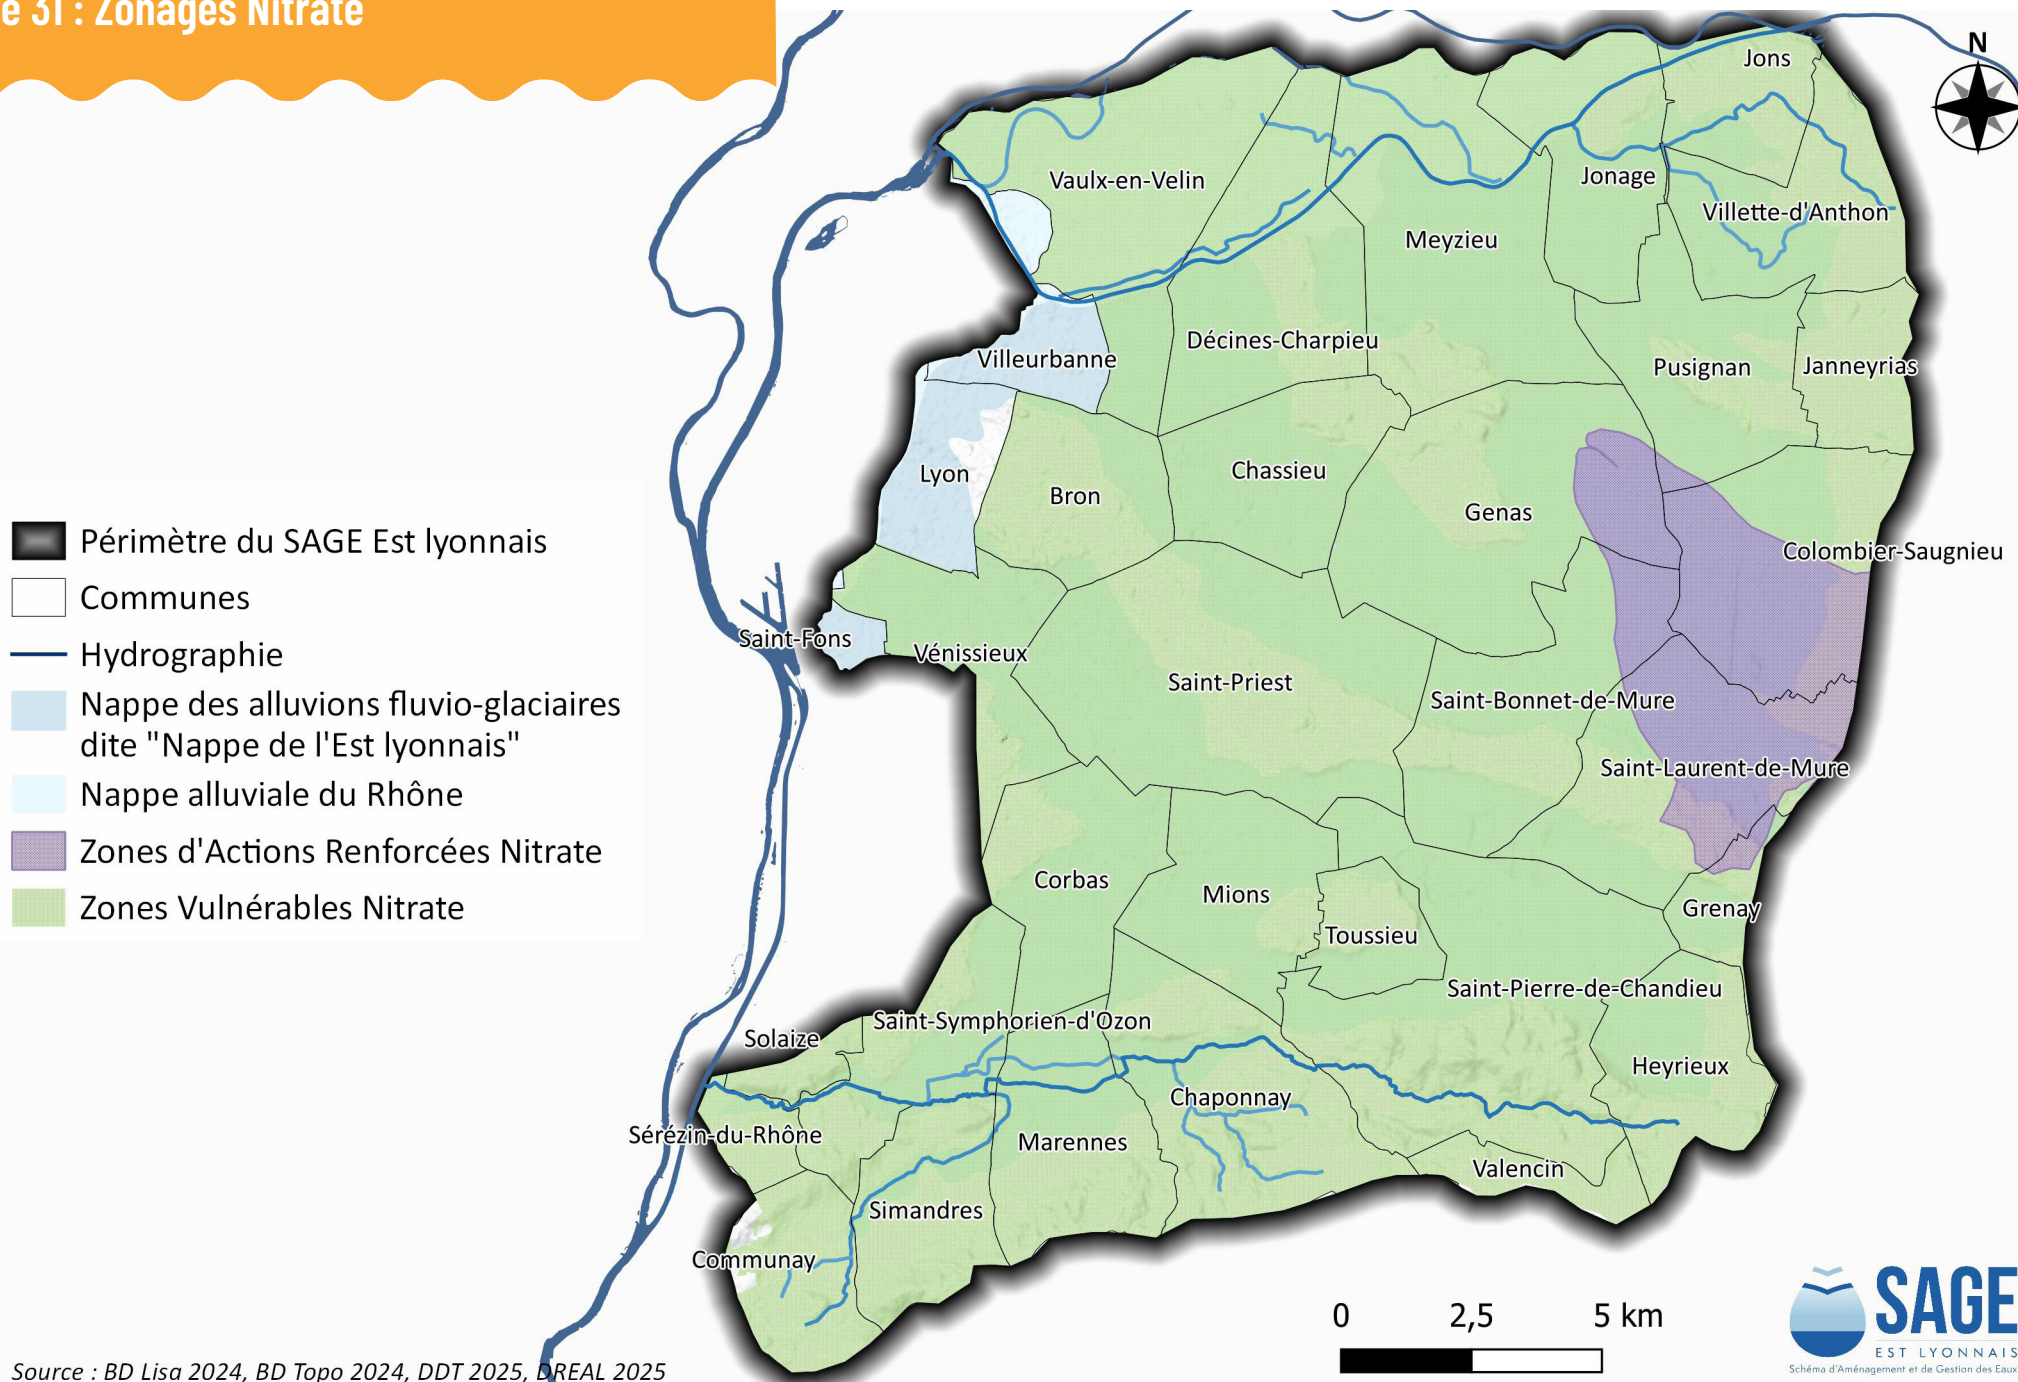 e 31 : Zonages Nitrate
N
Jons
Vaulx-en-Velin
Jonage
Villette-d'Anthon
Meyzieu
Décines-Charpieu
Villeurbanne
Pusignan
Janneyrias
Lyon
Bron
Chassieu
Genas
Colombier-Saugnieu
Saint-Fons
Vénissieux
Saint-Priest
Saint-Bonnet-de-Mure
Saint-Laurent-de-Mure
Corbas
Mions
Toussieu
Grenay
Saint-Pierre-de-Chandieu
Saint-Symphorien-d'Ozon
Solaize
Heyrieux
Chaponnay
Sérézin-du-Rhône
Marennes
Valencin
Simandres
Communay
Périmètre du SAGE Est lyonnais
Communes
Hydrographie
Nappe des alluvions fluvio-glaciaires
dite "Nappe de l'Est lyonnais"
Nappe alluviale du Rhône
Zones d'Actions Renforcées Nitrate
Zones Vulnérables Nitrate
0 2,5 5 km
SAGE
EST LYONNAIS
Schéma d'Aménagement et de Gestion des Eaux
Source : BD Lisa 2024, BD Topo 2024, DDT 2025, DREAL 2025